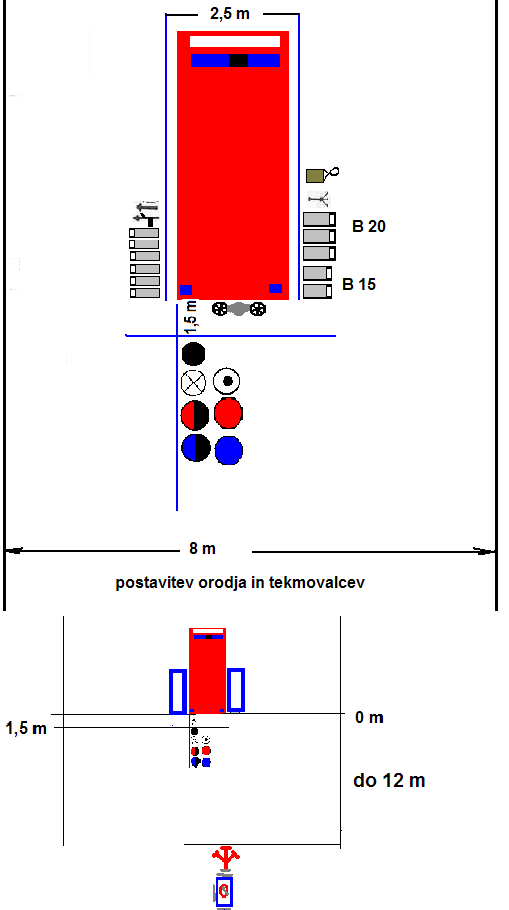 2,5 m
B 20
B 15
1,5 m
8 m
postavitev orodja in tekmovalcev
1,5 m
0 m
do 12 m